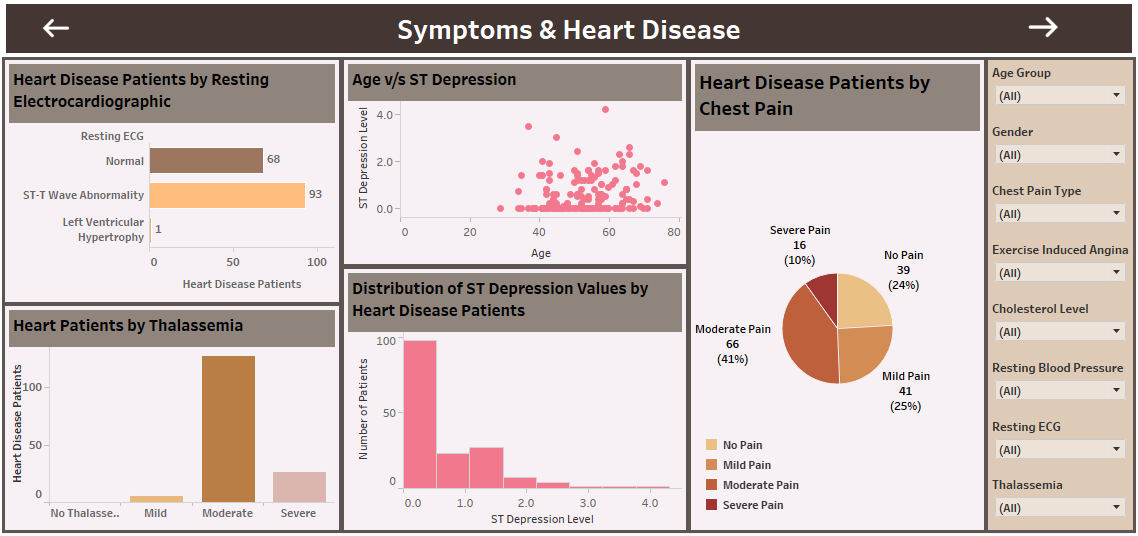 Symptoms & Heart Disease
Heart Disease Patients by Resting
Electrocardiographic
Resting ECG
Normal
68
ST-T Wave Abnormality
93
Left Ventricular
Hypertrophy
1
0
50
100
Heart Disease Patients
Heart Patients by Thalassemia
Heart Disease Patients
100
50
0
No Thalasse..
Mild
Moderate
Severe
Age v/s ST Depression
ST Depression Level
4.0
2.0
0.0
0
20
40
60
80
Age
Distribution of ST Depression Values by
Heart Disease Patients
Number of Patients
100
50
0
0.0
1.0
2.0
3.0
4.0
ST Depression Level
Heart Disease Patients by
Chest Pain
Severe Pain
16
(10%)
No Pain
39
(24%)
Moderate Pain
66
(41%)
Mild Pain
41
(25%)
No Pain
Mild Pain
Moderate Pain
Severe Pain
Age Group
(All)
Gender
(All)
Chest Pain Type
(All)
Exercise Induced Angina
(All)
Cholesterol Level
(All)
Resting Blood Pressure
(All)
Resting ECG
(All)
Thalassemia
(All)